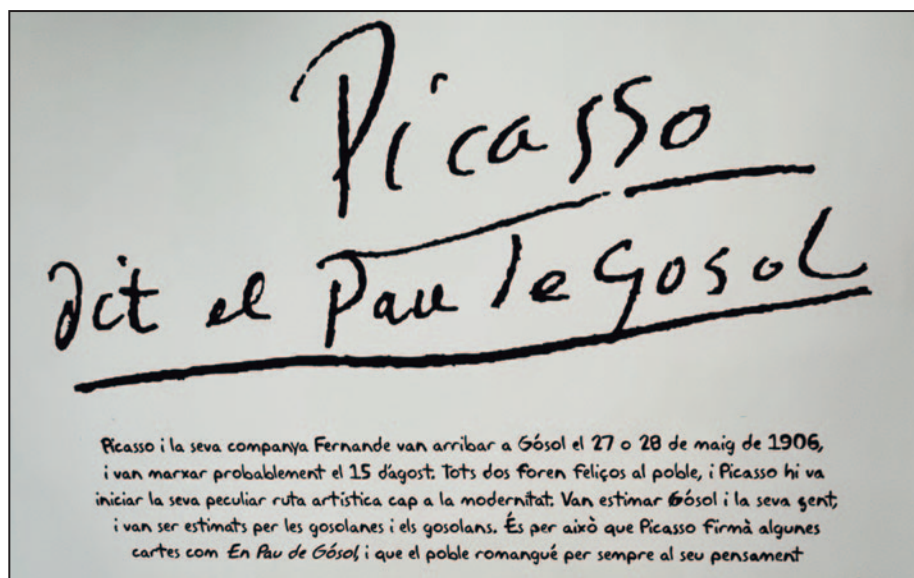 Picasso
dit el Pau de Gosol
Picasso i la seva companya Fernande van arribar a Gósol el 27 o 28 de maig de 1906,
i van marxar probablement el 15 d'agost. Tots dos foren feliços al poble, i Picasso hi va
iniciar la seva peculiar ruta artística cap a la modernitat. Van estimar Gósol i la seva gent,
i van ser estimats per les gosolanes i els gosolans. És per això que Picasso firmà algunes
cartes com En Pau de Gósol, i que el poble romangué per sempre al seu pensament